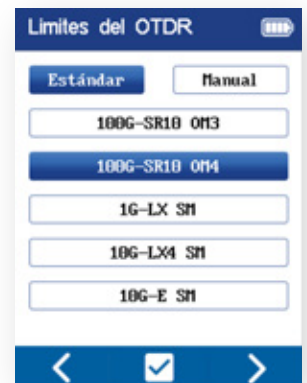 Limites del OTDR
Estándar Manual
100G-SR10 OM3
100G-SR10 OM4
1G-LX SM
10G-LX4 SM
10G-E SM